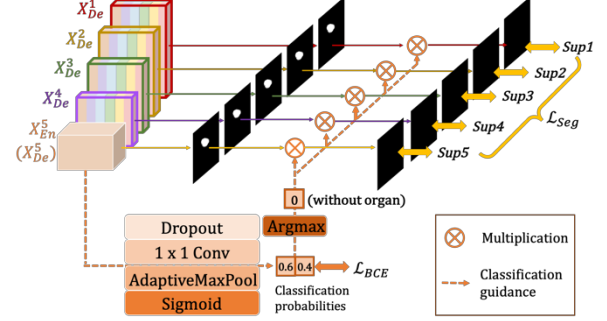 X_De^1
X_De^2
X_De^3
X_De^4
X_En^5
(X_De^5)
Sup1
Sup2
Sup3
Sup4
Sup5
ℒ_Seg
0 (without organ)
Argmax
Dropout
1 x 1 Conv
AdaptiveMaxPool
Sigmoid
0.6 0.4
ℒ_BCE
Classification
probabilities
Multiplication
Classification
guidance